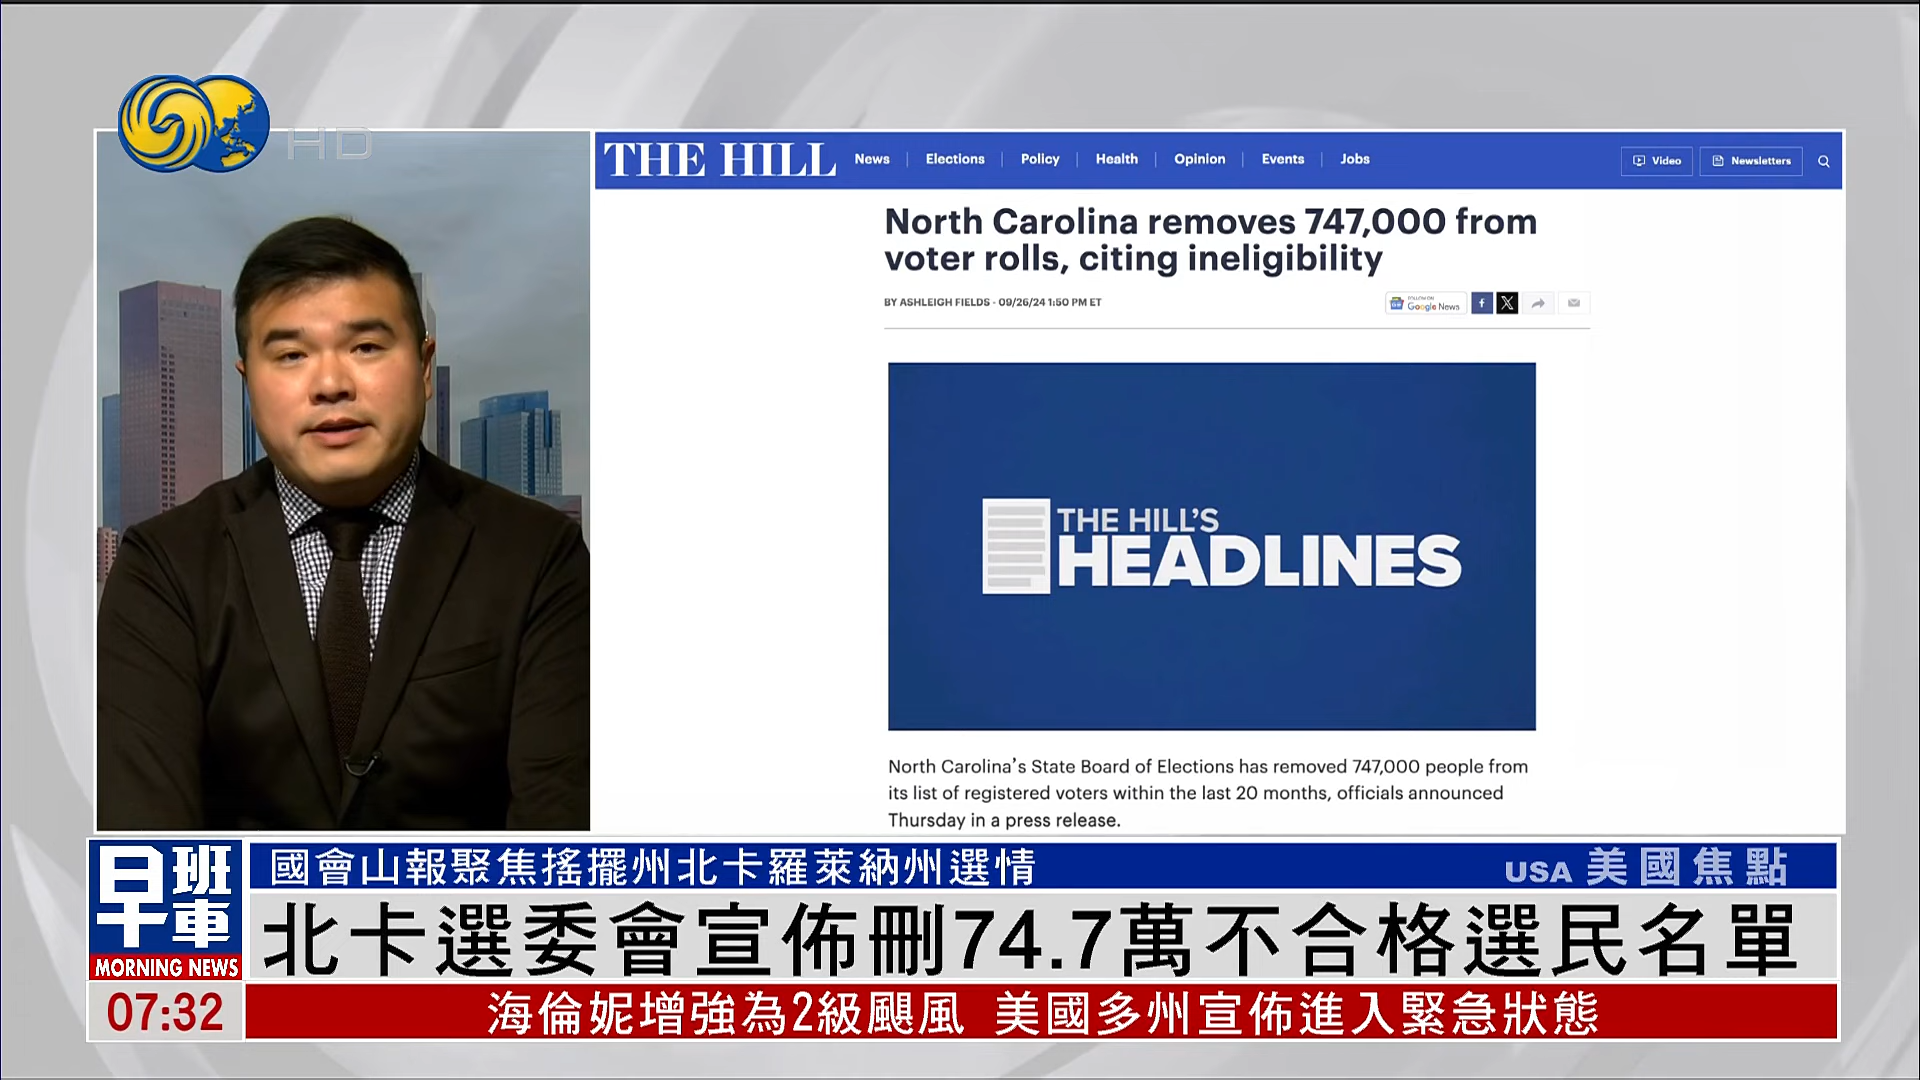 HD
THE HILL
News
Elections
Policy
Health
Opinion
Events
Jobs
Video
Newsletters
North Carolina removes 747,000 from
voter rolls, citing ineligibility
BY ASHLEIGH FIELDS - 09/26/24 1:50 PM ET
FOLLOW ON
Google News
THE HILL'S
HEADLINES
North Carolina's State Board of Elections has removed 747,000 people from
its list of registered voters within the last 20 months, officials announced
Thursday in a press release.
早班車
MORNING NEWS
國會山報聚焦搖擺州北卡羅萊納州選情
USA 美國焦點
北卡選委會宣佈刪74.7萬不合格選民名單
07:32
海倫妮增強為2級颶風 美國多州宣佈進入緊急狀態